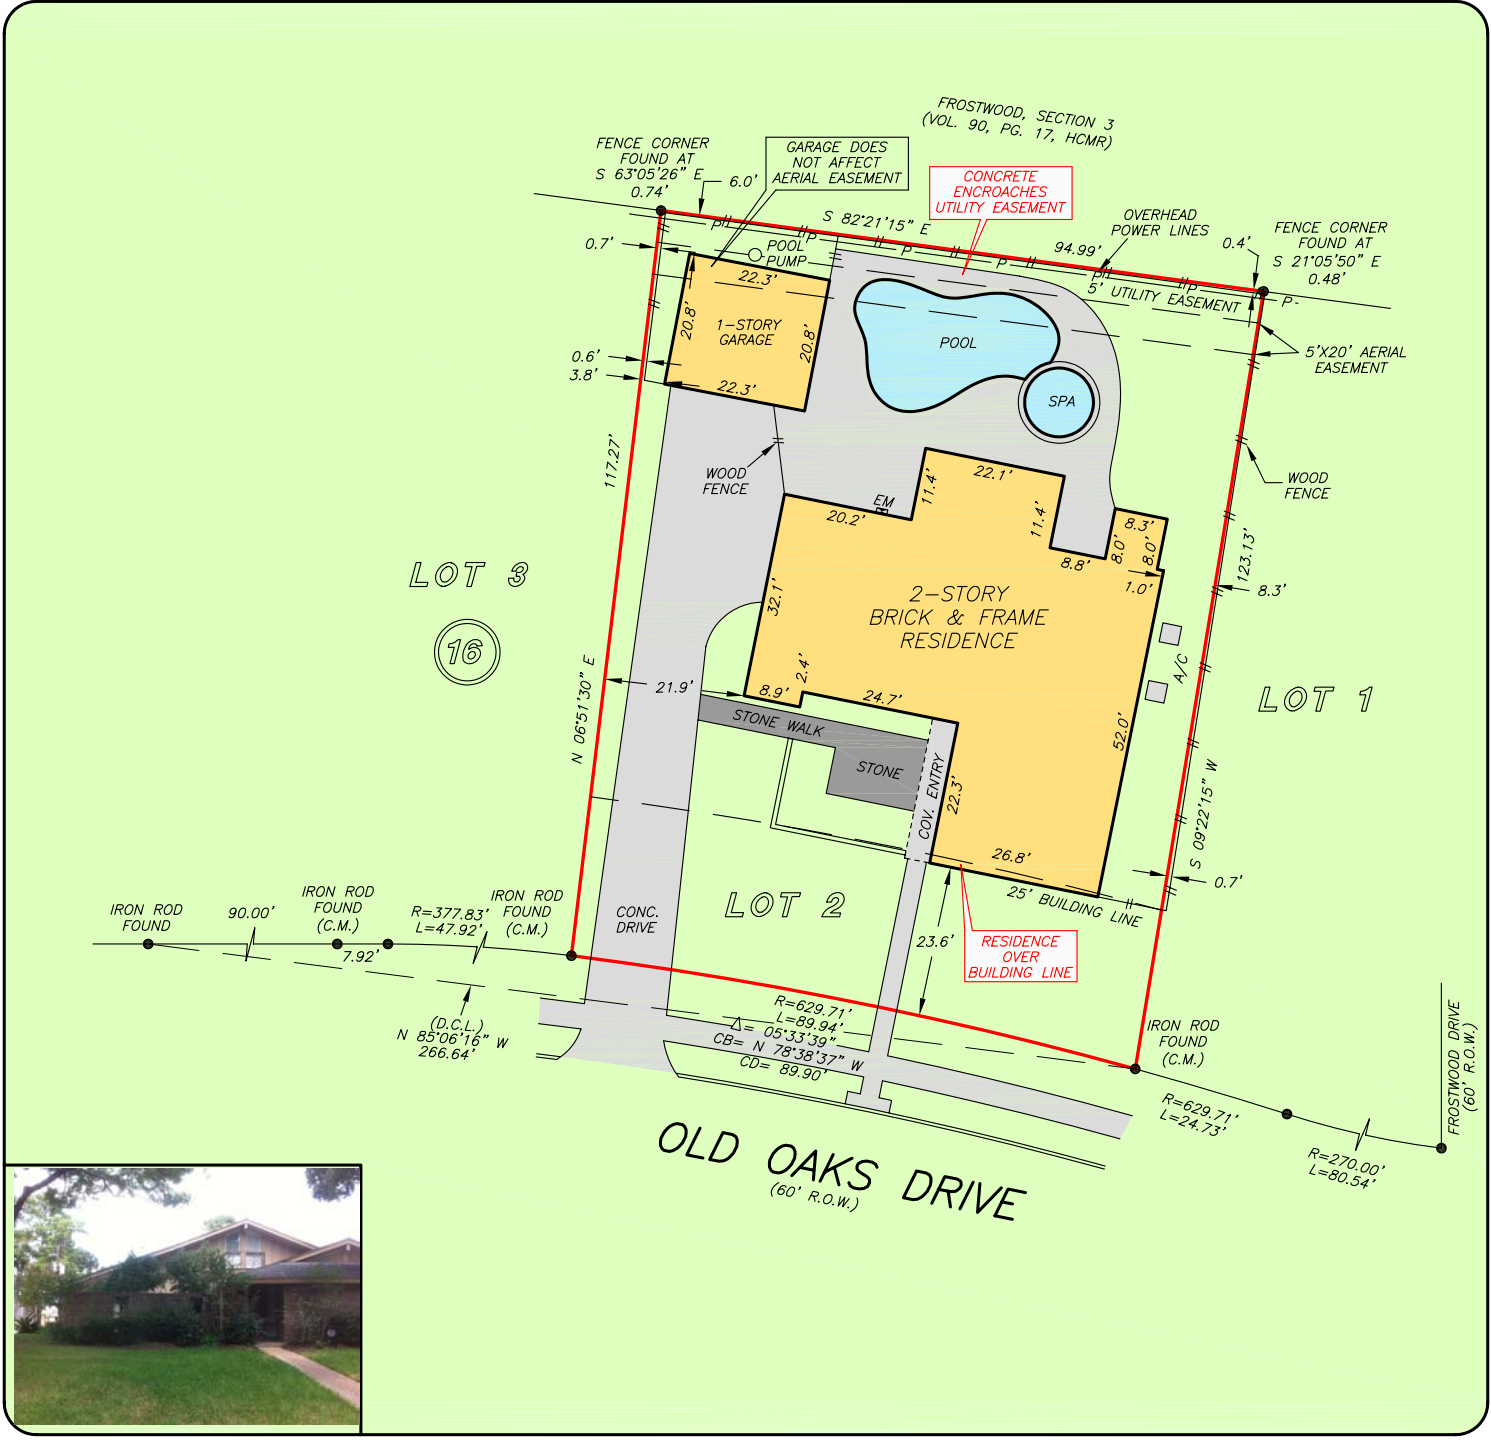 FROSTWOOD, SECTION 3
(VOL. 90, PG. 17, HCMR)
FENCE CORNER
FOUND AT
S 63°05'26" E
0.74'
6.0'
GARAGE DOES
NOT AFFECT
AERIAL EASEMENT
CONCRETE
ENCROACHES
UTILITY EASEMENT
S 82°21'15" E
94.99'
OVERHEAD
POWER LINES
0.4'
FENCE CORNER
FOUND AT
S 21°05'50" E
0.48'
P
P
P
P
P
P
P
0.7'
POOL
PUMP
5' UTILITY EASEMENT
5'X20' AERIAL
EASEMENT
22.3'
20.8'
1-STORY
GARAGE
20.8'
22.3'
0.6'
3.8'
POOL
SPA
117.27'
WOOD
FENCE
WOOD
FENCE
22.1'
11.4'
11.4'
EM
20.2'
8.8'
8.0'
8.3'
8.0'
1.0'
123.13'
8.3'
LOT 3
16
32.1'
2-STORY
BRICK & FRAME
RESIDENCE
A/C
LOT 1
N 06°51'30" E
21.9'
8.9'
2.4'
24.7'
52.0'
STONE WALK
STONE
COV. ENTRY
22.3'
26.8'
S 09°22'15" W
0.7'
25' BUILDING LINE
LOT 2
CONC.
DRIVE
23.6'
RESIDENCE
OVER
BUILDING LINE
IRON ROD
FOUND
90.00'
IRON ROD
FOUND
(C.M.)
7.92'
R=377.83'
L=47.92'
IRON ROD
FOUND
(C.M.)
(D.C.L.)
N 85°06'16" W
266.64'
R=629.71'
L=89.94'
Δ= 05°33'39"
CB= N 78°38'37" W
CD= 89.90'
IRON ROD
FOUND
(C.M.)
R=629.71'
L=24.73'
R=270.00'
L=80.54'
FROSTWOOD DRIVE
(60' R.O.W.)
OLD OAKS DRIVE
(60' R.O.W.)